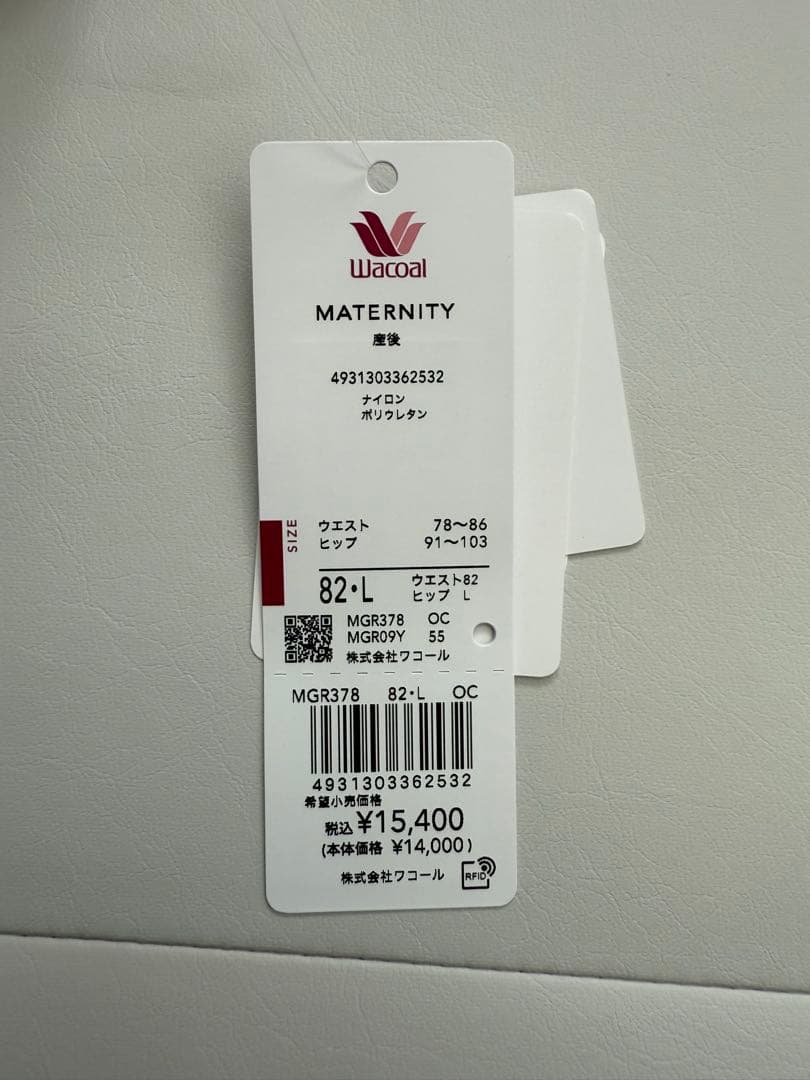 Wacoal
MATERNITY
産後
4931303362532
ナイロン
ポリウレタン
SIZE
ウエスト 78〜86
ヒップ 91〜103
82・L ウエスト82
ヒップ L
MGR378 OC
MGR09Y 55
株式会社ワコール
MGR378 82・L OC
4931303362532
希望小売価格
税込 ¥15,400
(本体価格 ¥14,000)
株式会社ワコール RFID